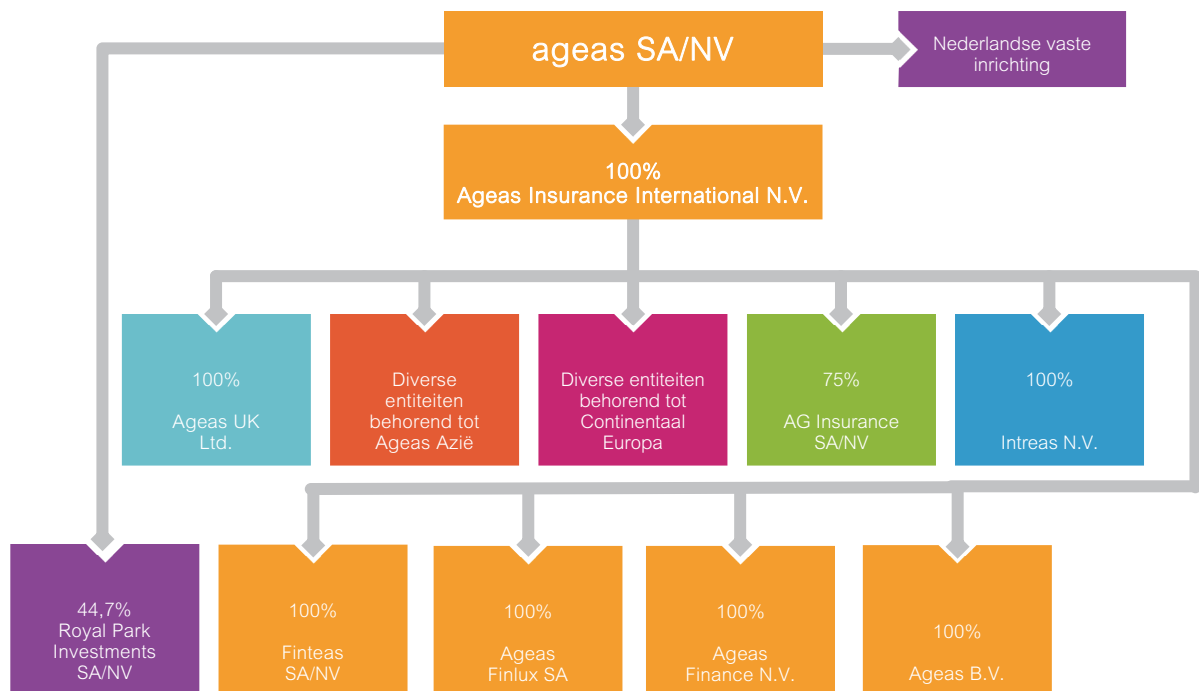 ageas SA/NV
Nederlandse vaste
inrichting
100%
Ageas Insurance International N.V.
100%
Ageas UK
Ltd.
Diverse
entiteiten
behorend tot
Ageas Azië
Diverse entiteiten
behorend tot
Continentaal
Europa
75%
AG Insurance
SA/NV
100%
Intreas N.V.
44,7%
Royal Park
Investments
SA/NV
100%
Finteas
SA/NV
100%
Ageas
Finlux SA
100%
Ageas
Finance N.V.
100%
Ageas B.V.